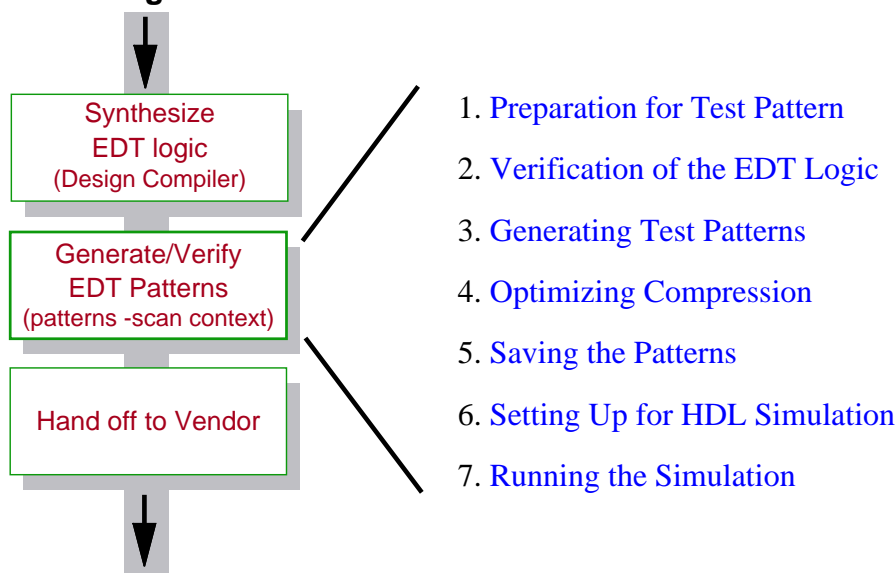 Synthesize
EDT logic
(Design Compiler)
Generate/Verify
EDT Patterns
(patterns -scan context)
Hand off to Vendor
1. Preparation for Test Pattern
2. Verification of the EDT Logic
3. Generating Test Patterns
4. Optimizing Compression
5. Saving the Patterns
6. Setting Up for HDL Simulation
7. Running the Simulation